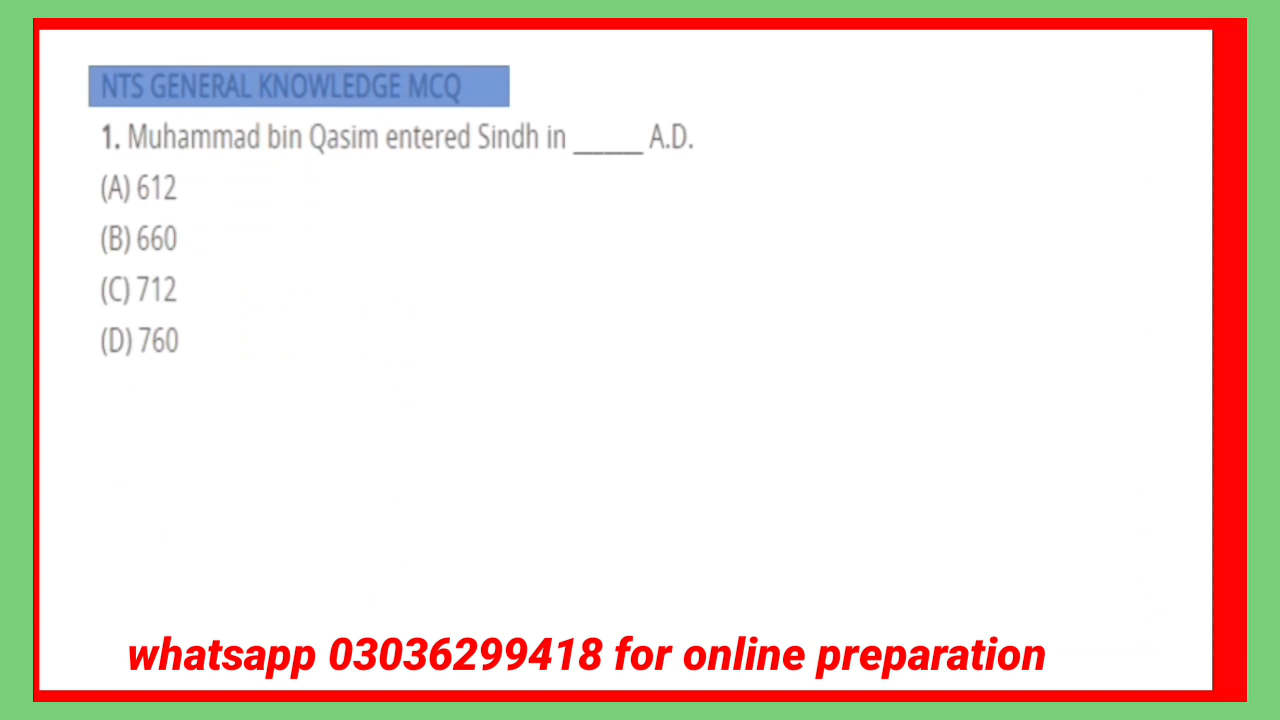 NTS GENERAL KNOWLEDGE MCQ
1. Muhammad bin Qasim entered Sindh in ______ A.D.
(A) 612
(B) 660
(C) 712
(D) 760
whatsapp 03036299418 for online preparation